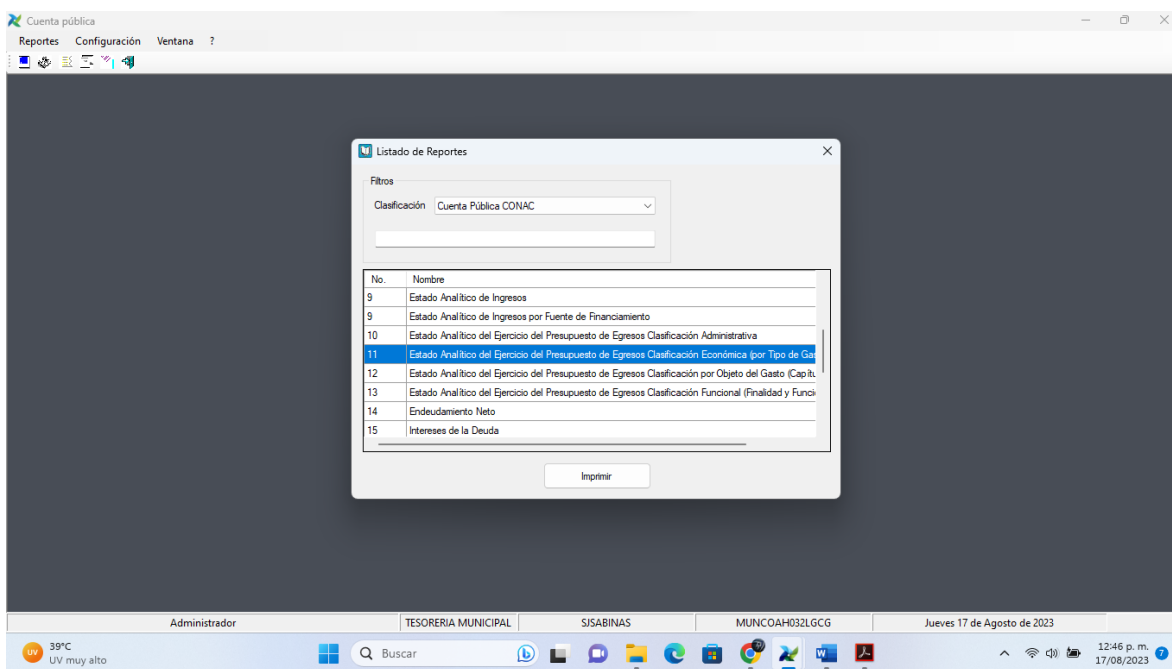 Cuenta pública
Reportes Configuración Ventana ?
Listado de Reportes
Filtros
Clasificación Cuenta Pública CONAC
No. Nombre
9 Estado Analítico de Ingresos
9 Estado Analítico de Ingresos por Fuente de Financiamiento
10 Estado Analítico del Ejercicio del Presupuesto de Egresos Clasificación Administrativa
11 Estado Analítico del Ejercicio del Presupuesto de Egresos Clasificación Económica (por Tipo de Gas
12 Estado Analítico del Ejercicio del Presupuesto de Egresos Clasificación por Objeto del Gasto (Capítu
13 Estado Analítico del Ejercicio del Presupuesto de Egresos Clasificación Funcional (Finalidad y Funció
14 Endeudamiento Neto
15 Intereses de la Deuda
Imprimir
Administrador TESORERIA MUNICIPAL SJSABINAS MUNCOAH032LGCG Jueves 17 de Agosto de 2023
UV 39°C
UV muy alto
Buscar
12:46 p. m.
17/08/2023
7